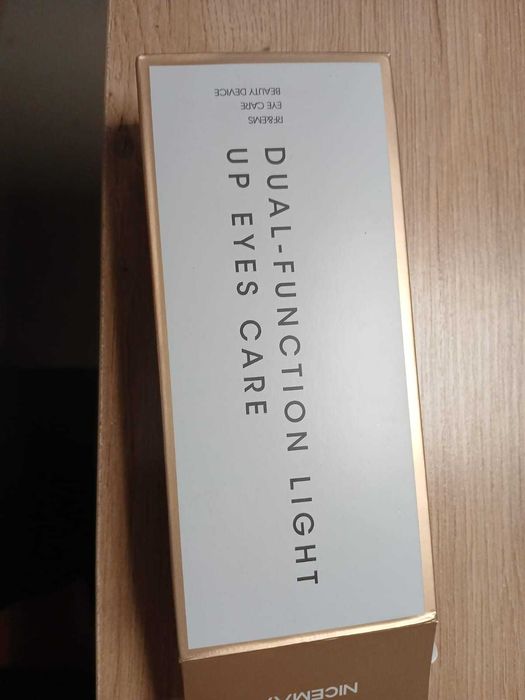 RF&EMS
EYE CARE
BEAUTY DEVICE
DUAL-FUNCTION LIGHT
UP EYES CARE